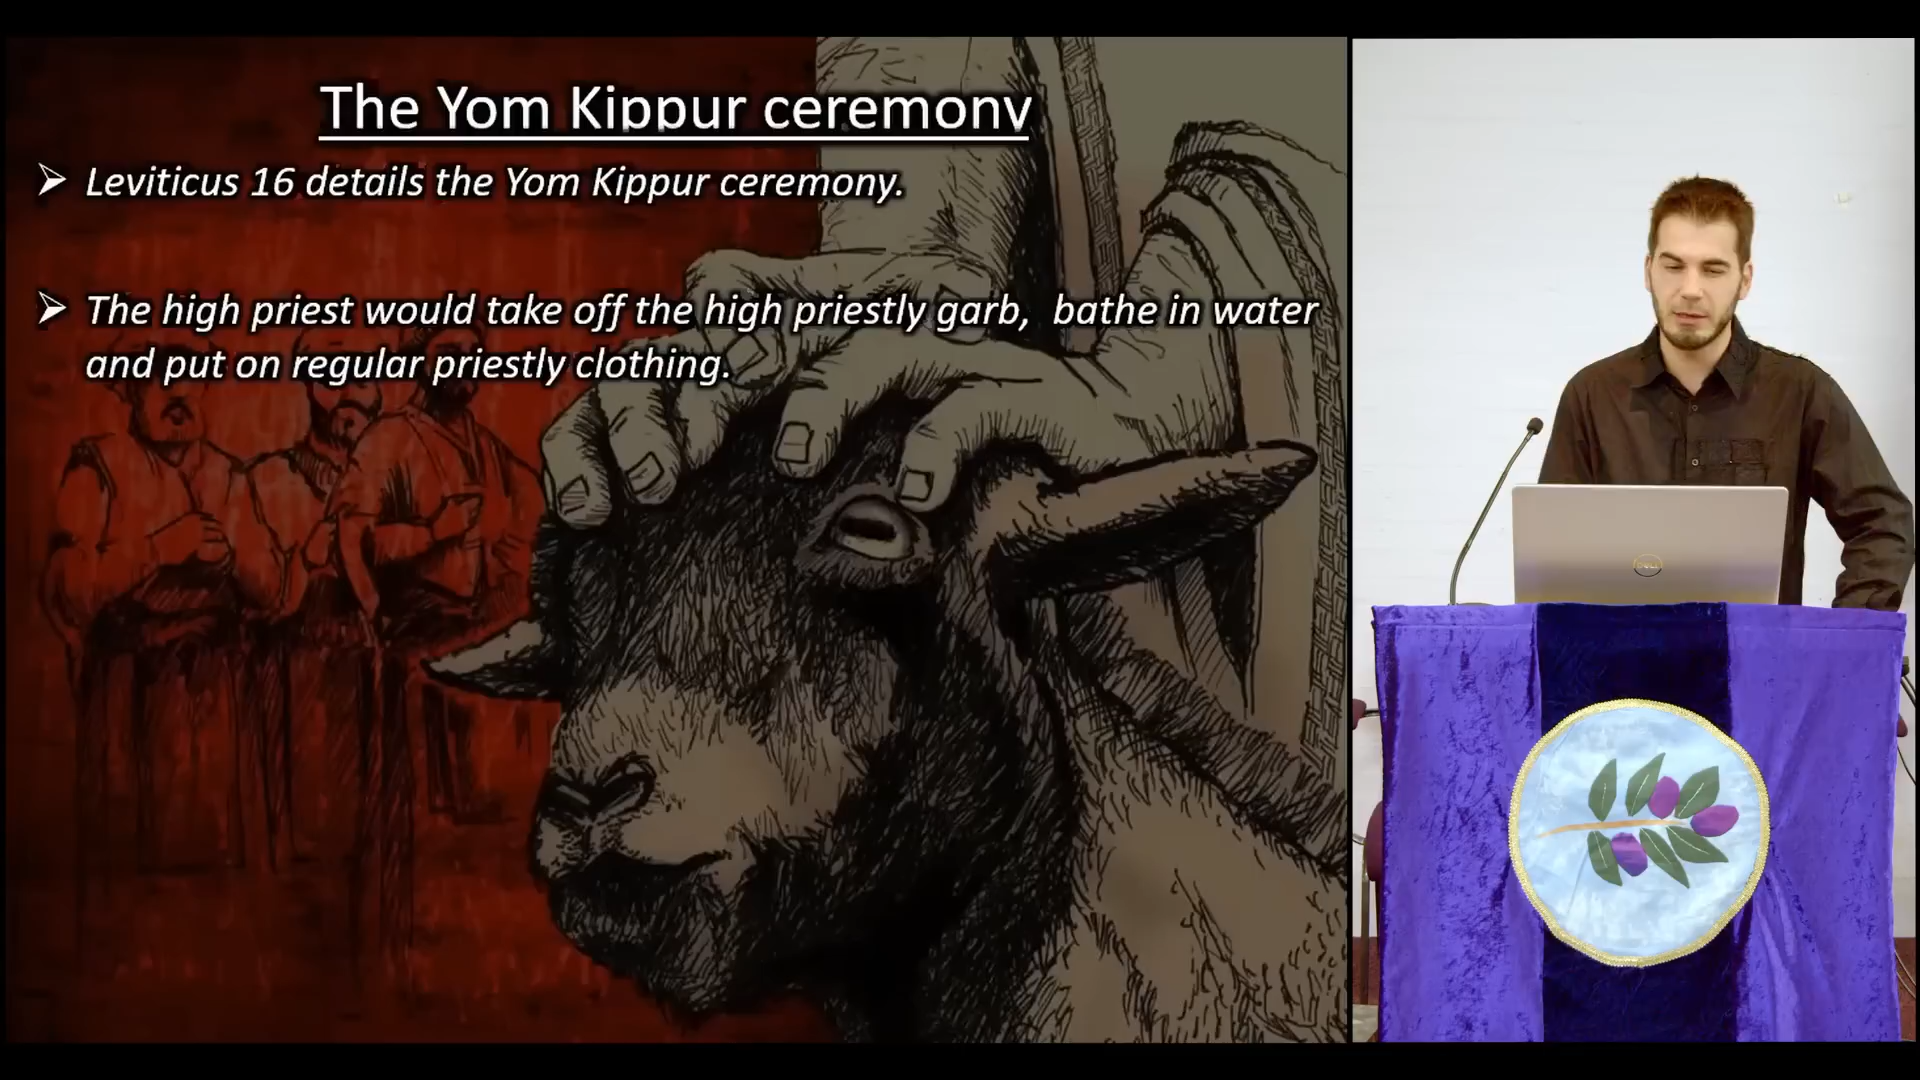 The Yom Kippur ceremony
Leviticus 16 details the Yom Kippur ceremony.
The high priest would take off the high priestly garb, bathe in water
and put on regular priestly clothing.
DELL